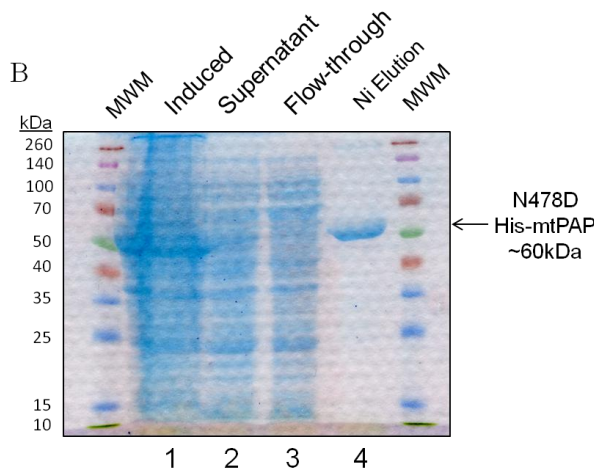 B
MWM
Induced
Supernatant
Flow-through
Ni Elution
MWM
kDa
260
140
100
70
50
40
35
25
15
10
N478D
His-mtPAP
~60kDa
1 2 3 4